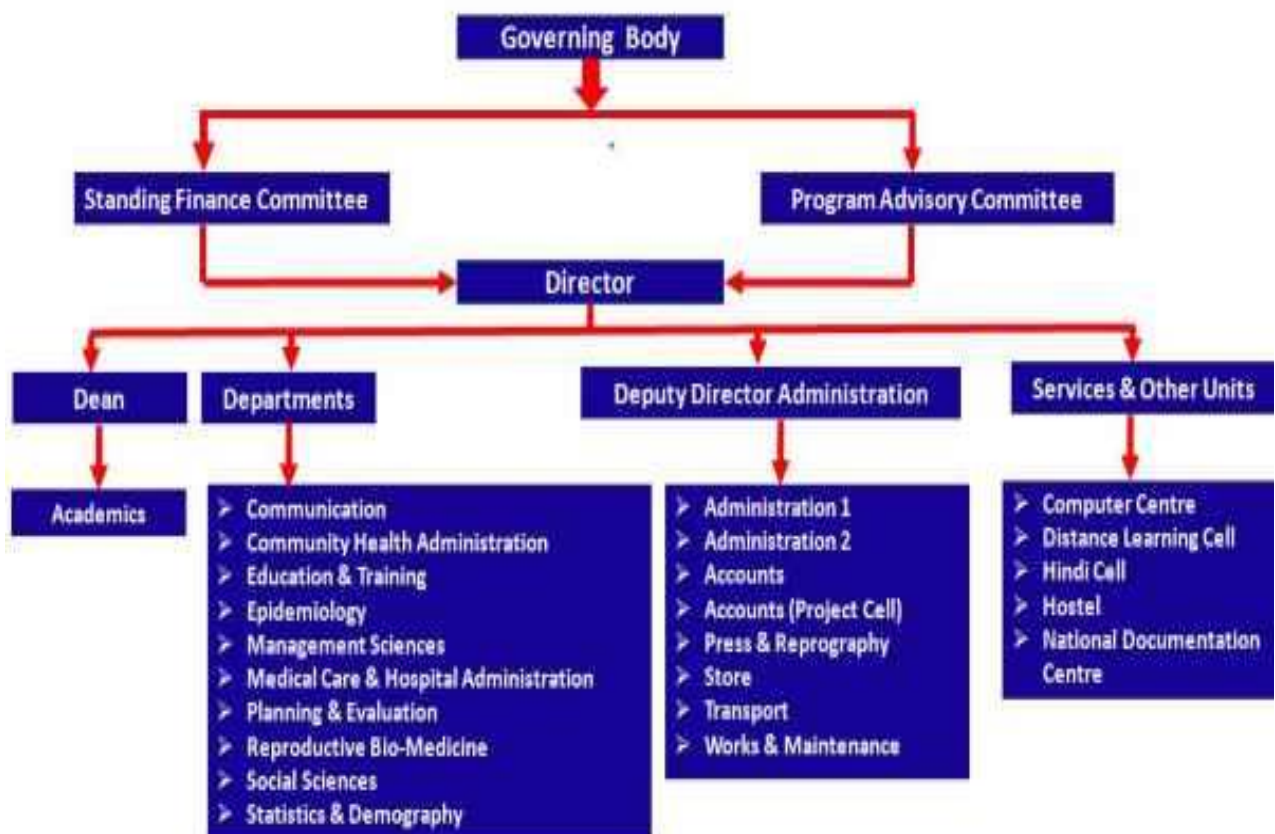 Governing Body
Standing Finance Committee
Program Advisory Committee
Director
Dean
Departments
Deputy Director Administration
Services & Other Units
Academics
➢ Communication
➢ Community Health Administration
➢ Education & Training
➢ Epidemiology
➢ Management Sciences
➢ Medical Care & Hospital Administration
➢ Planning & Evaluation
➢ Reproductive Bio-Medicine
➢ Social Sciences
➢ Statistics & Demography
➢ Administration 1
➢ Administration 2
➢ Accounts
➢ Accounts (Project Cell)
➢ Press & Reprography
➢ Store
➢ Transport
➢ Works & Maintenance
➢ Computer Centre
➢ Distance Learning Cell
➢ Hindi Cell
➢ Hostel
➢ National Documentation
Centre